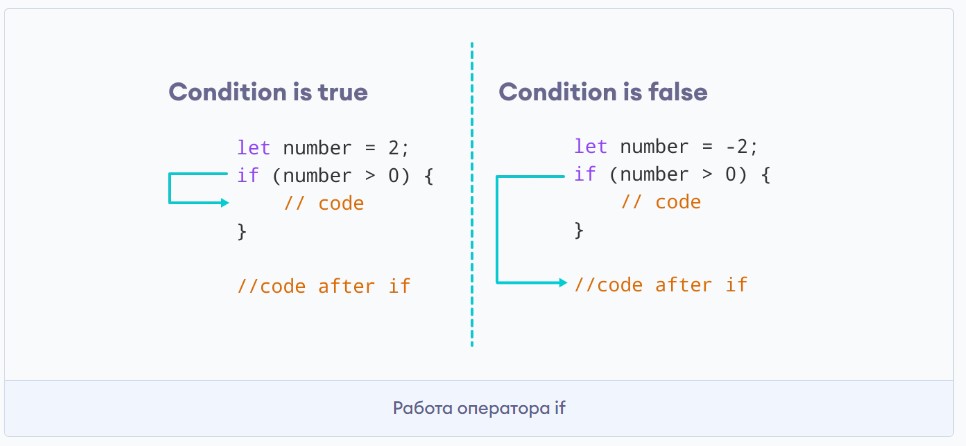 Condition is true
let number = 2;
if (number > 0) {
    // code
}
//code after if
Condition is false
let number = -2;
if (number > 0) {
    // code
}
//code after if
Работа оператора if